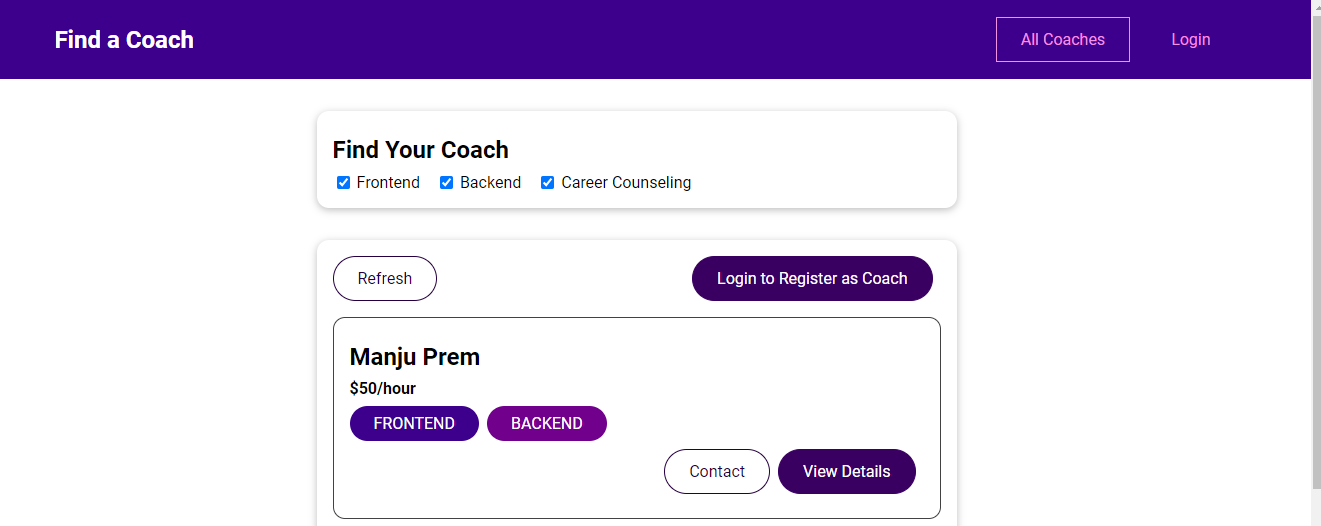 Find a Coach All Coaches Login
Find Your Coach
Frontend Backend Career Counseling
Refresh Login to Register as Coach
Manju Prem
$50/hour
FRONTEND BACKEND
Contact View Details